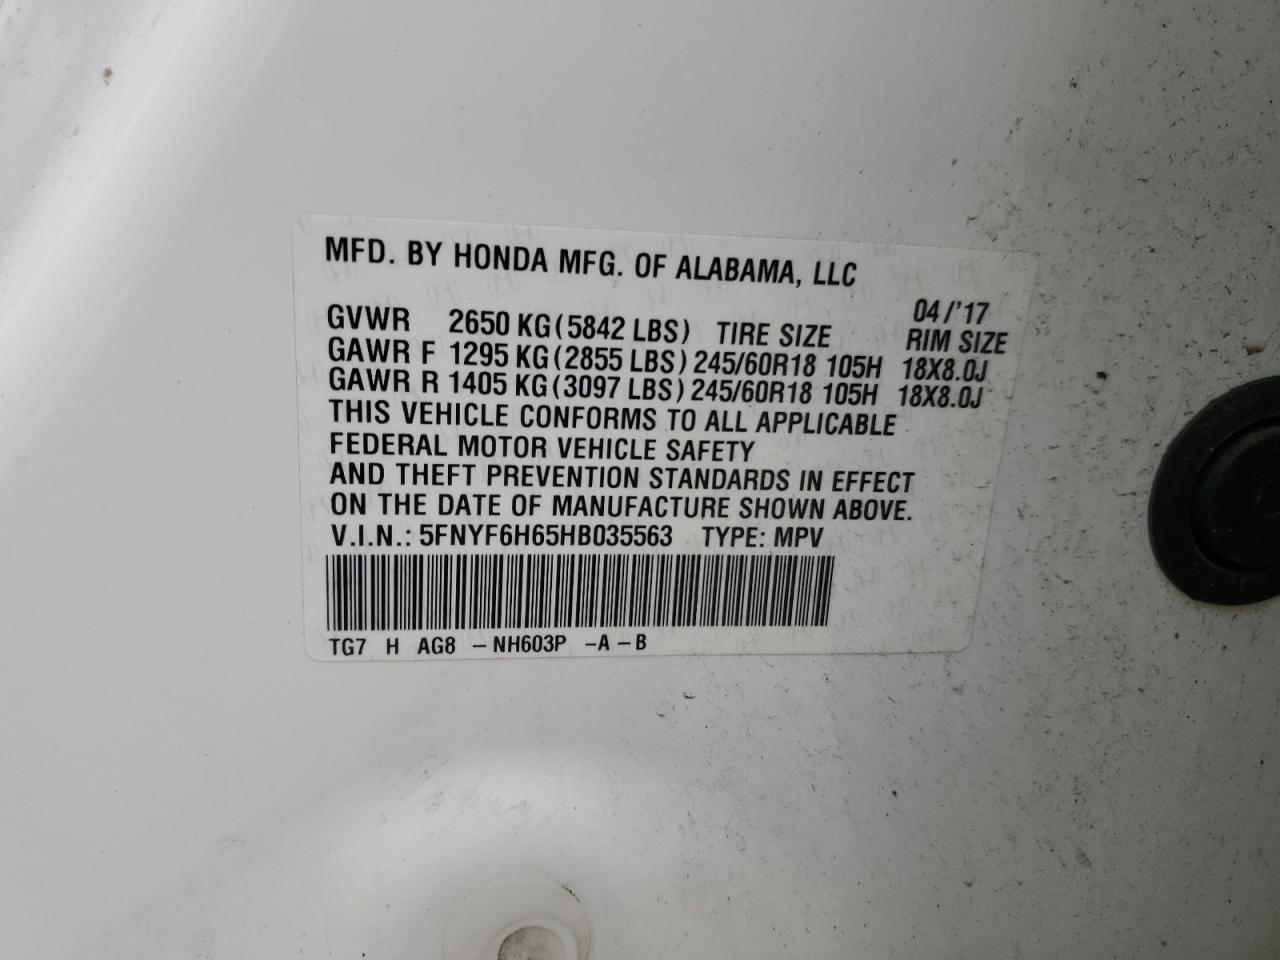 MFD. BY HONDA MFG. OF ALABAMA, LLC
04/'17
GVWR 2650 KG(5842 LBS) TIRE SIZE RIM SIZE
GAWR F 1295 KG(2855 LBS) 245/60R18 105H 18X8.0J
GAWR R 1405 KG(3097 LBS) 245/60R18 105H 18X8.0J
THIS VEHICLE CONFORMS TO ALL APPLICABLE
FEDERAL MOTOR VEHICLE SAFETY
AND THEFT PREVENTION STANDARDS IN EFFECT
ON THE DATE OF MANUFACTURE SHOWN ABOVE.
V.I.N.: 5FNYF6H65HB035563 TYPE: MPV
TG7 H AG8 -NH603P -A-B